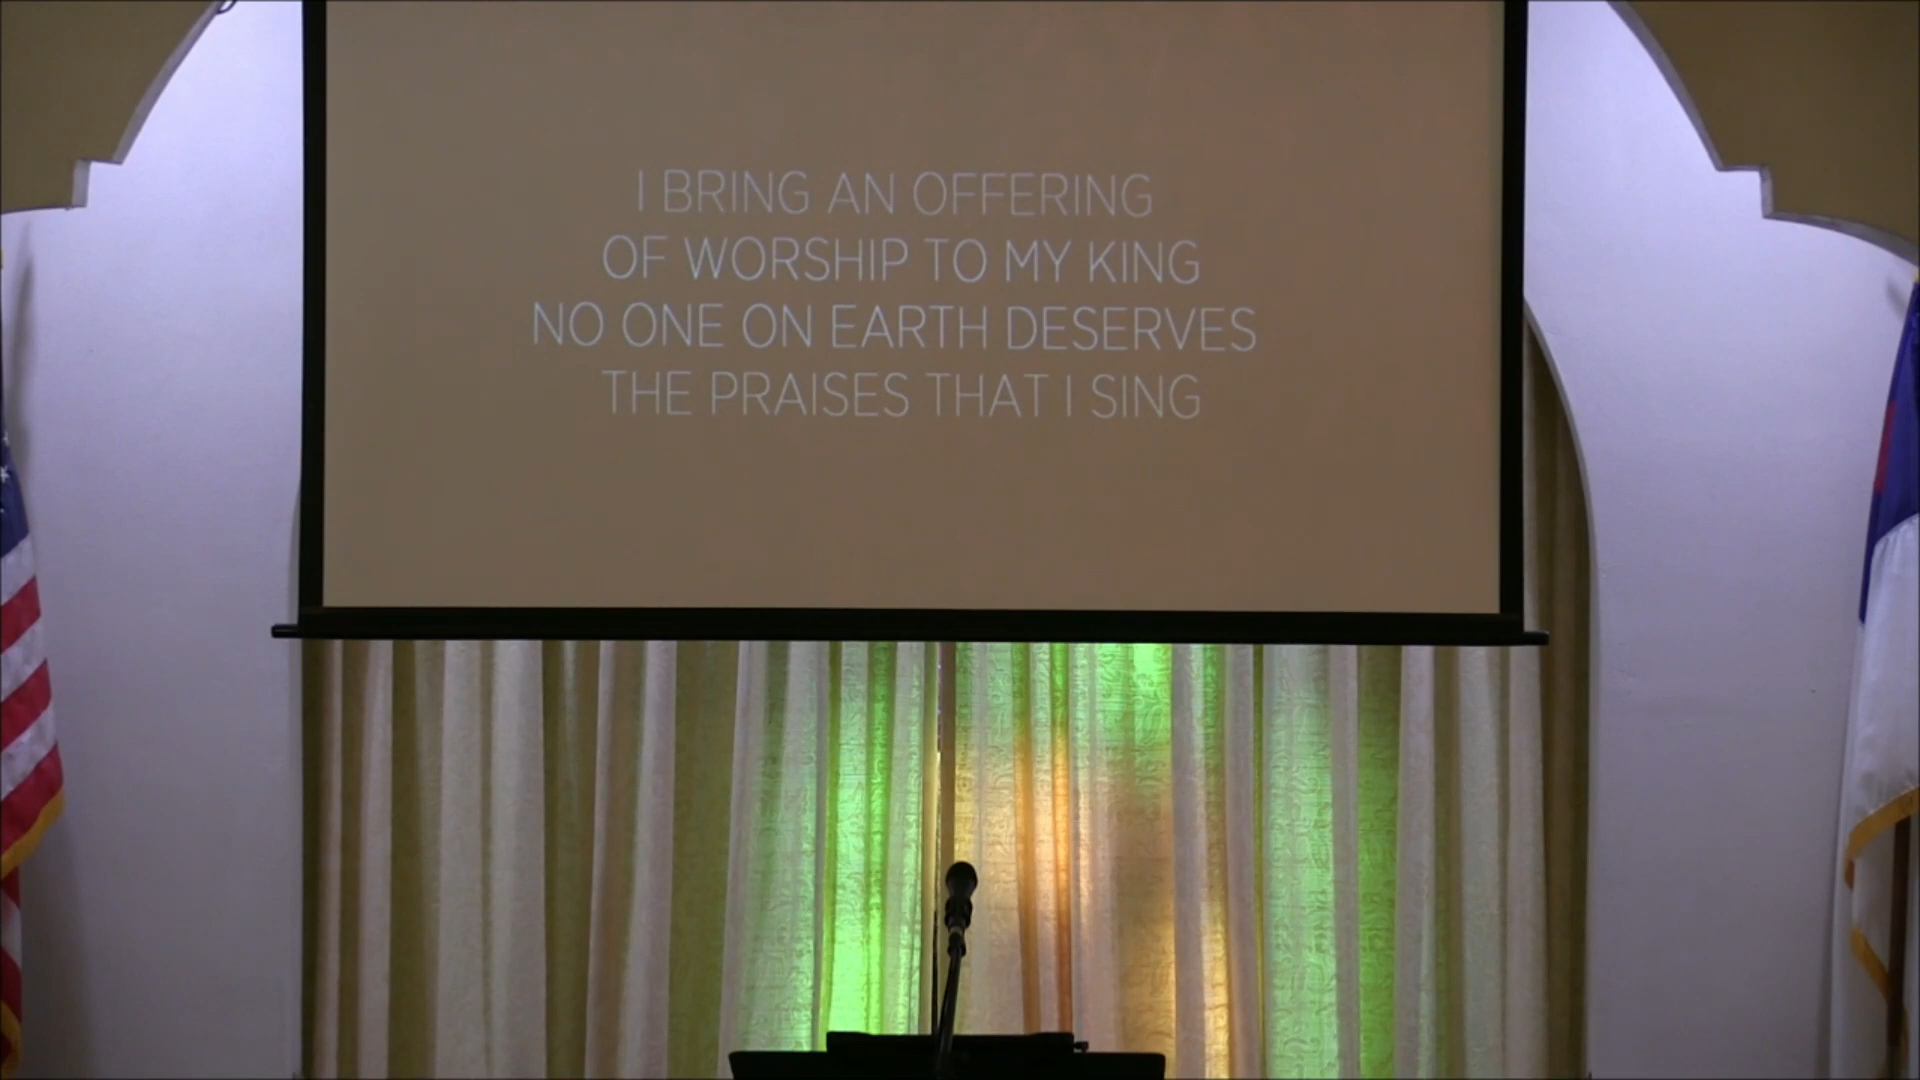 I BRING AN OFFERING
OF WORSHIP TO MY KING
NO ONE ON EARTH DESERVES
THE PRAISES THAT I SING